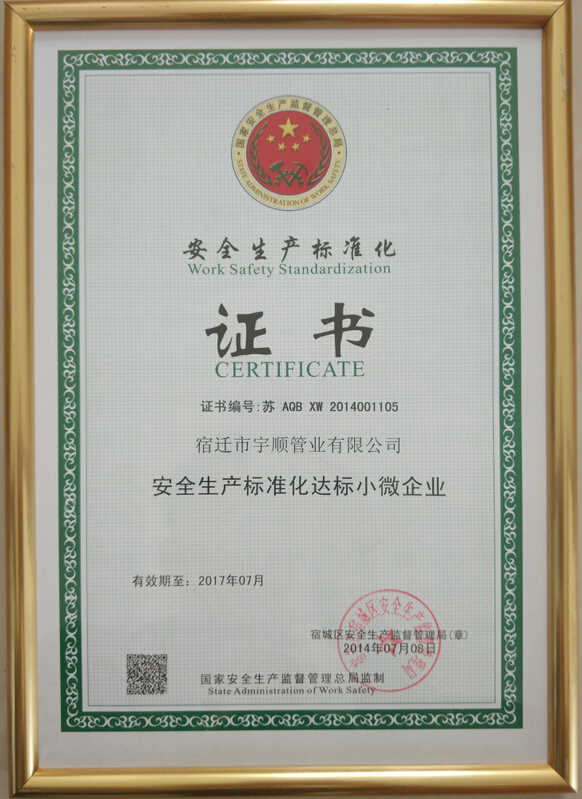 国家安全生产监督管理总局
STATE ADMINISTRATION OF WORK SAFETY
安全生产标准化
Work Safety Standardization
证书
CERTIFICATE
证书编号:苏 AQB XW 2014001105
宿迁市宇顺管业有限公司
安全生产标准化达标小微企业
有效期至：2017年07月
宿城区安全生产监督管理局(章)
2014年07月08日
国家安全生产监督管理总局监制
State Administration of Work Safety